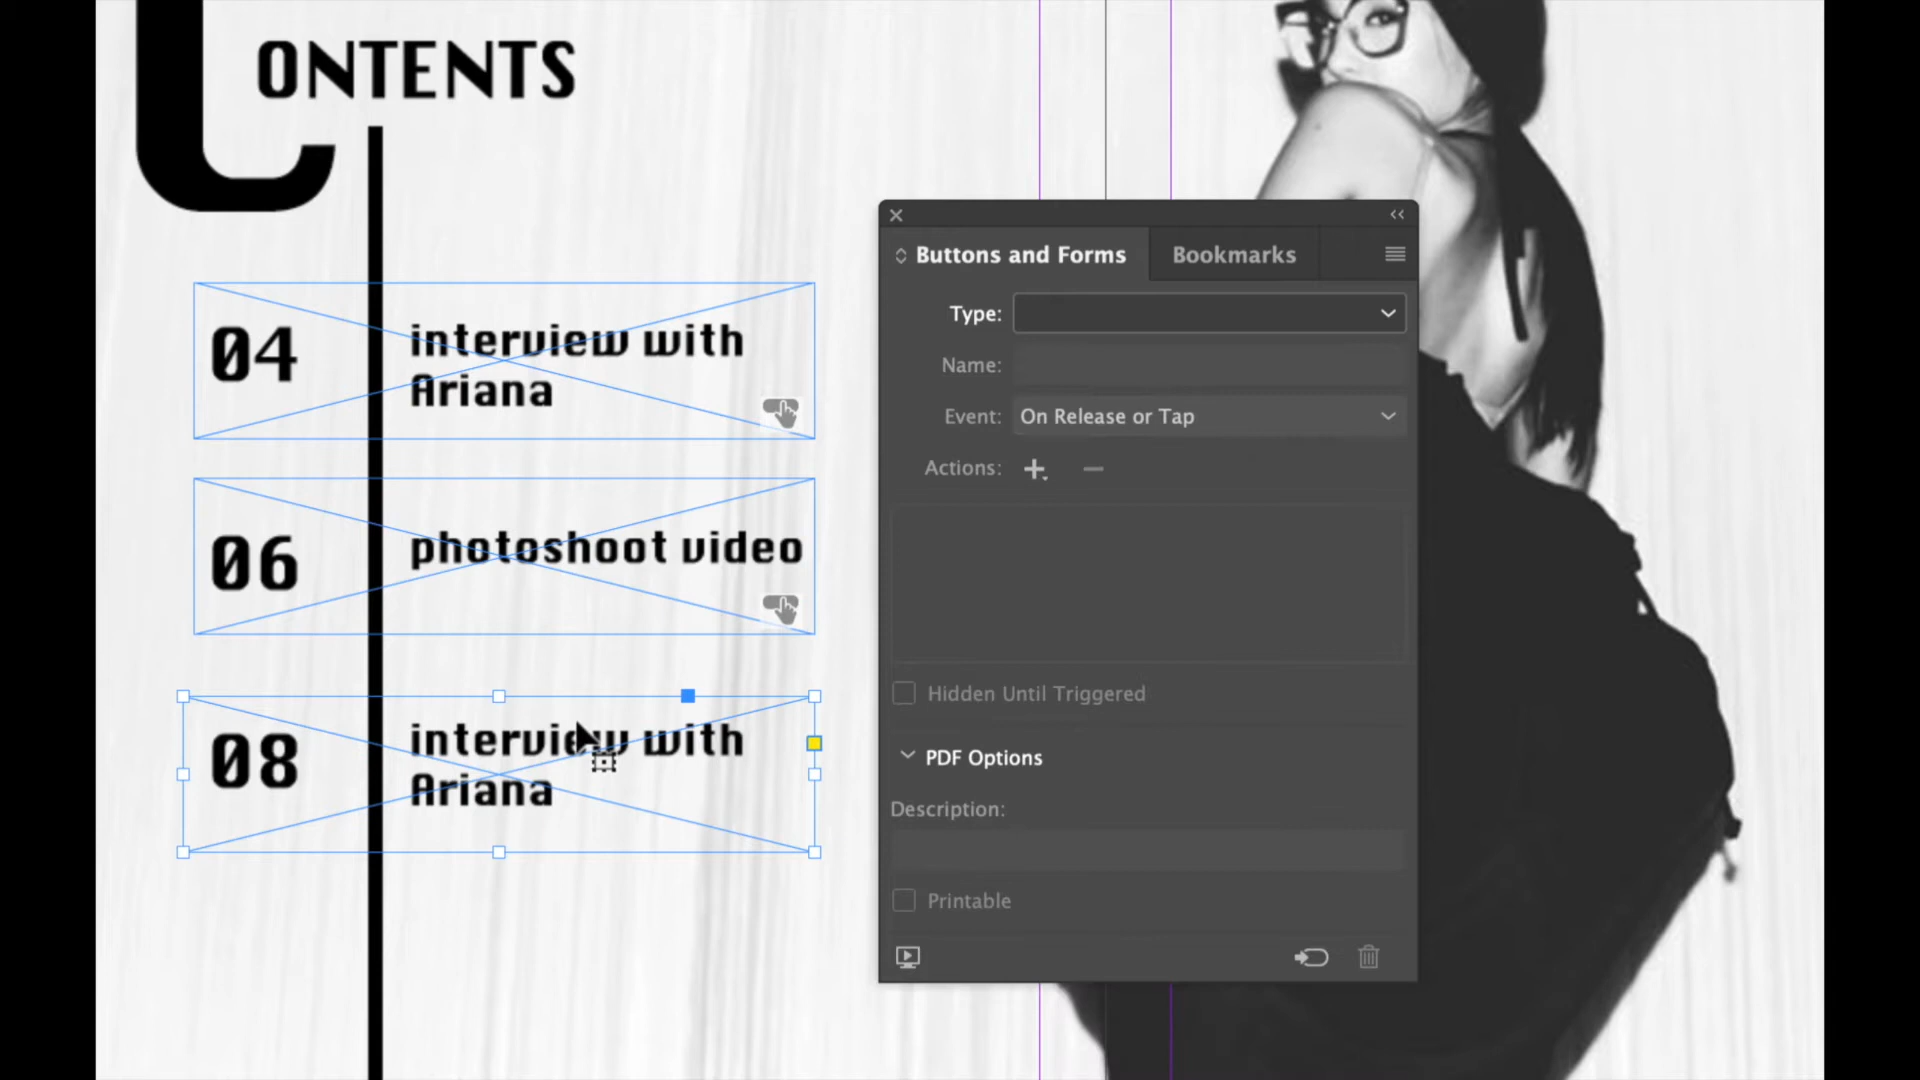 CONTENTS
04
interview with
Ariana
06
photoshoot video
08
interview with
Ariana
Buttons and Forms
Bookmarks
Type:
Name:
Event: On Release or Tap
Actions:
Hidden Until Triggered
PDF Options
Description:
Printable